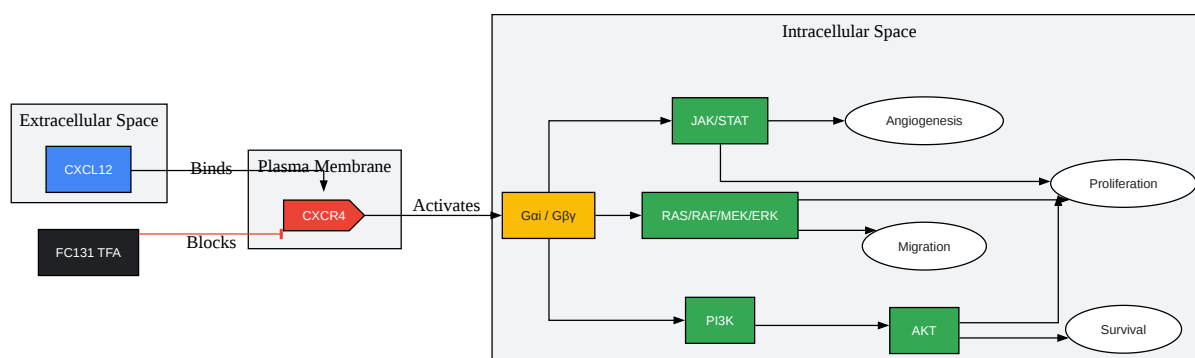 Intracellular Space
Extracellular Space
CXCL12
Binds
Plasma Membrane
CXCR4
FC131 TFA
Blocks
Activates
Gαi / Gβγ
JAK/STAT
Angiogenesis
Proliferation
RAS/RAF/MEK/ERK
Migration
PI3K
AKT
Survival